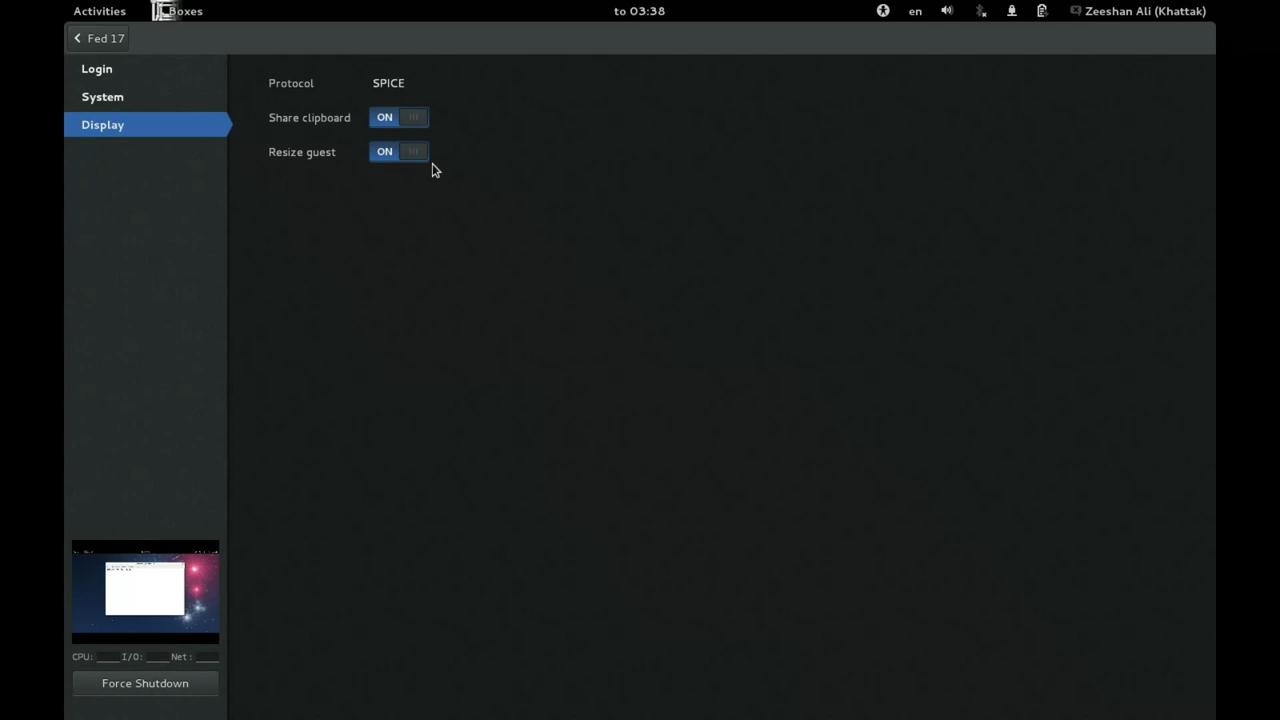 Activities Boxes to 03:38 en Zeeshan Ali (Khattak)
Fed 17
Login
System
Display
Protocol SPICE
Share clipboard ON
Resize guest ON
CPU: I/O: Net:
Force Shutdown